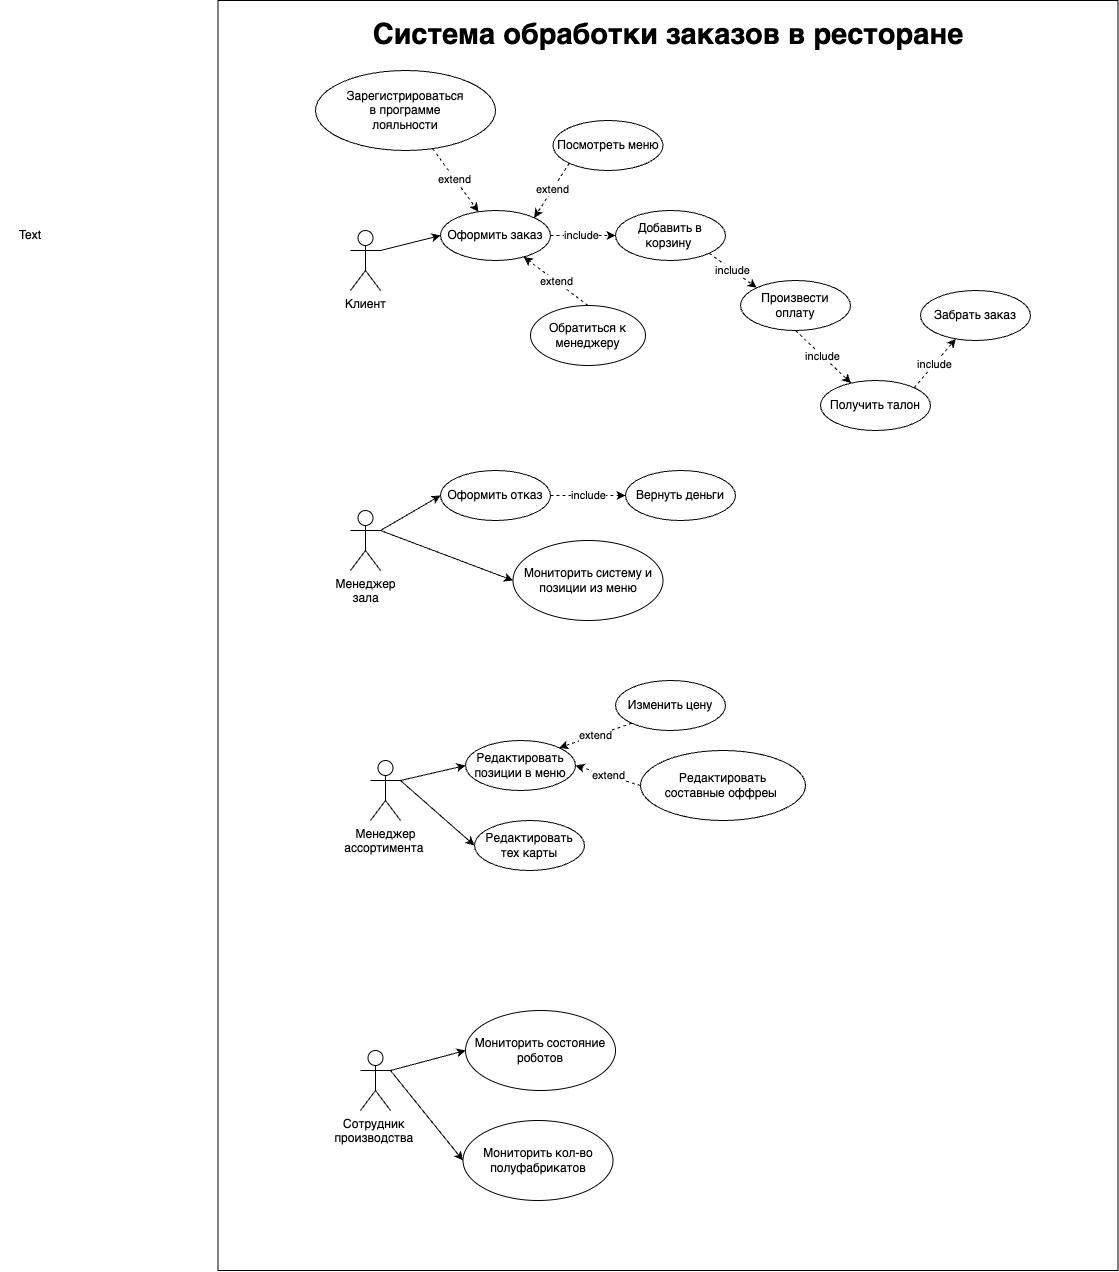 Система обработки заказов в ресторане
Зарегистрироваться
в программе
лояльности
Посмотреть меню
extend
extend
Text
Оформить заказ
include
Добавить в
корзину
include
extend
Клиент
Произвести
оплату
Забрать заказ
Обратиться к
менеджеру
include
include
Получить талон
Оформить отказ
include
Вернуть деньги
Мониторить систему и
позиции из меню
Менеджер
зала
Изменить цену
extend
Редактировать
позиции в меню
extend
Редактировать
составные оффреы
Менеджер
ассортимента
Редактировать
тех карты
Мониторить состояние
роботов
Сотрудник
производства
Мониторить кол-во
полуфабрикатов